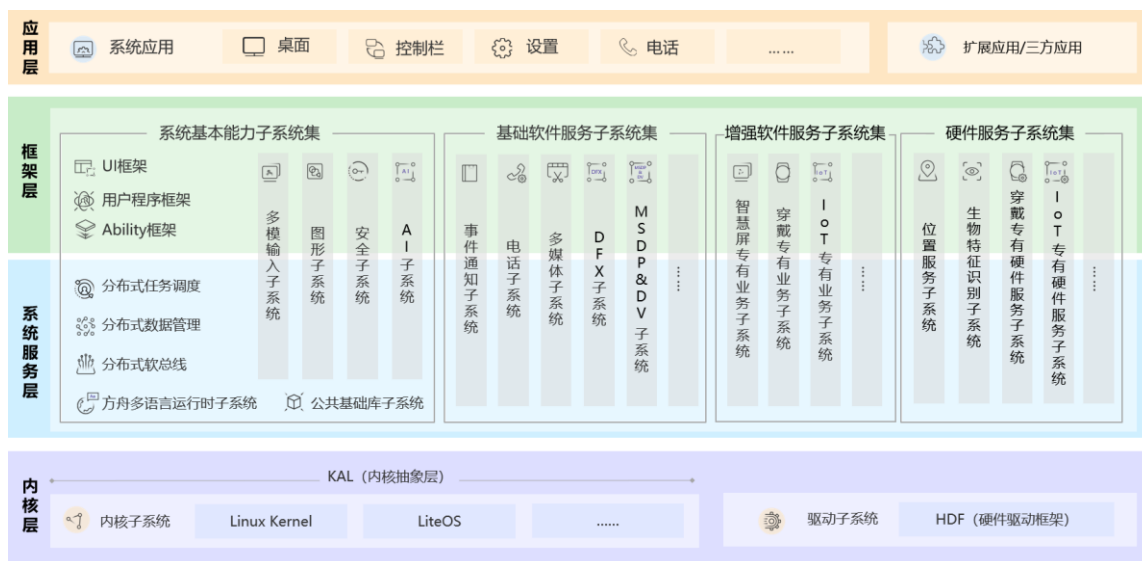 应用层
系统应用
桌面
控制栏
设置
电话
... ...
扩展应用/三方应用
框架层
系统服务层
系统基本能力子系统集
UI框架
用户程序框架
Ability框架
分布式任务调度
分布式数据管理
分布式软总线
方舟多语言运行时子系统
公共基础库子系统
多模输入子系统
图形子系统
安全子系统
AI子系统
基础软件服务子系统集
事件通知子系统
电话子系统
多媒体子系统
DFX子系统
MSDP&DV子系统
......
增强软件服务子系统集
智慧屏专有业务子系统
穿戴专有业务子系统
IoT专有业务子系统
......
硬件服务子系统集
位置服务子系统
生物特征识别子系统
穿戴专有硬件服务子系统
IoT专有硬件服务子系统
......
内核层
KAL（内核抽象层）
内核子系统
Linux Kernel
LiteOS
......
驱动子系统
HDF（硬件驱动框架）